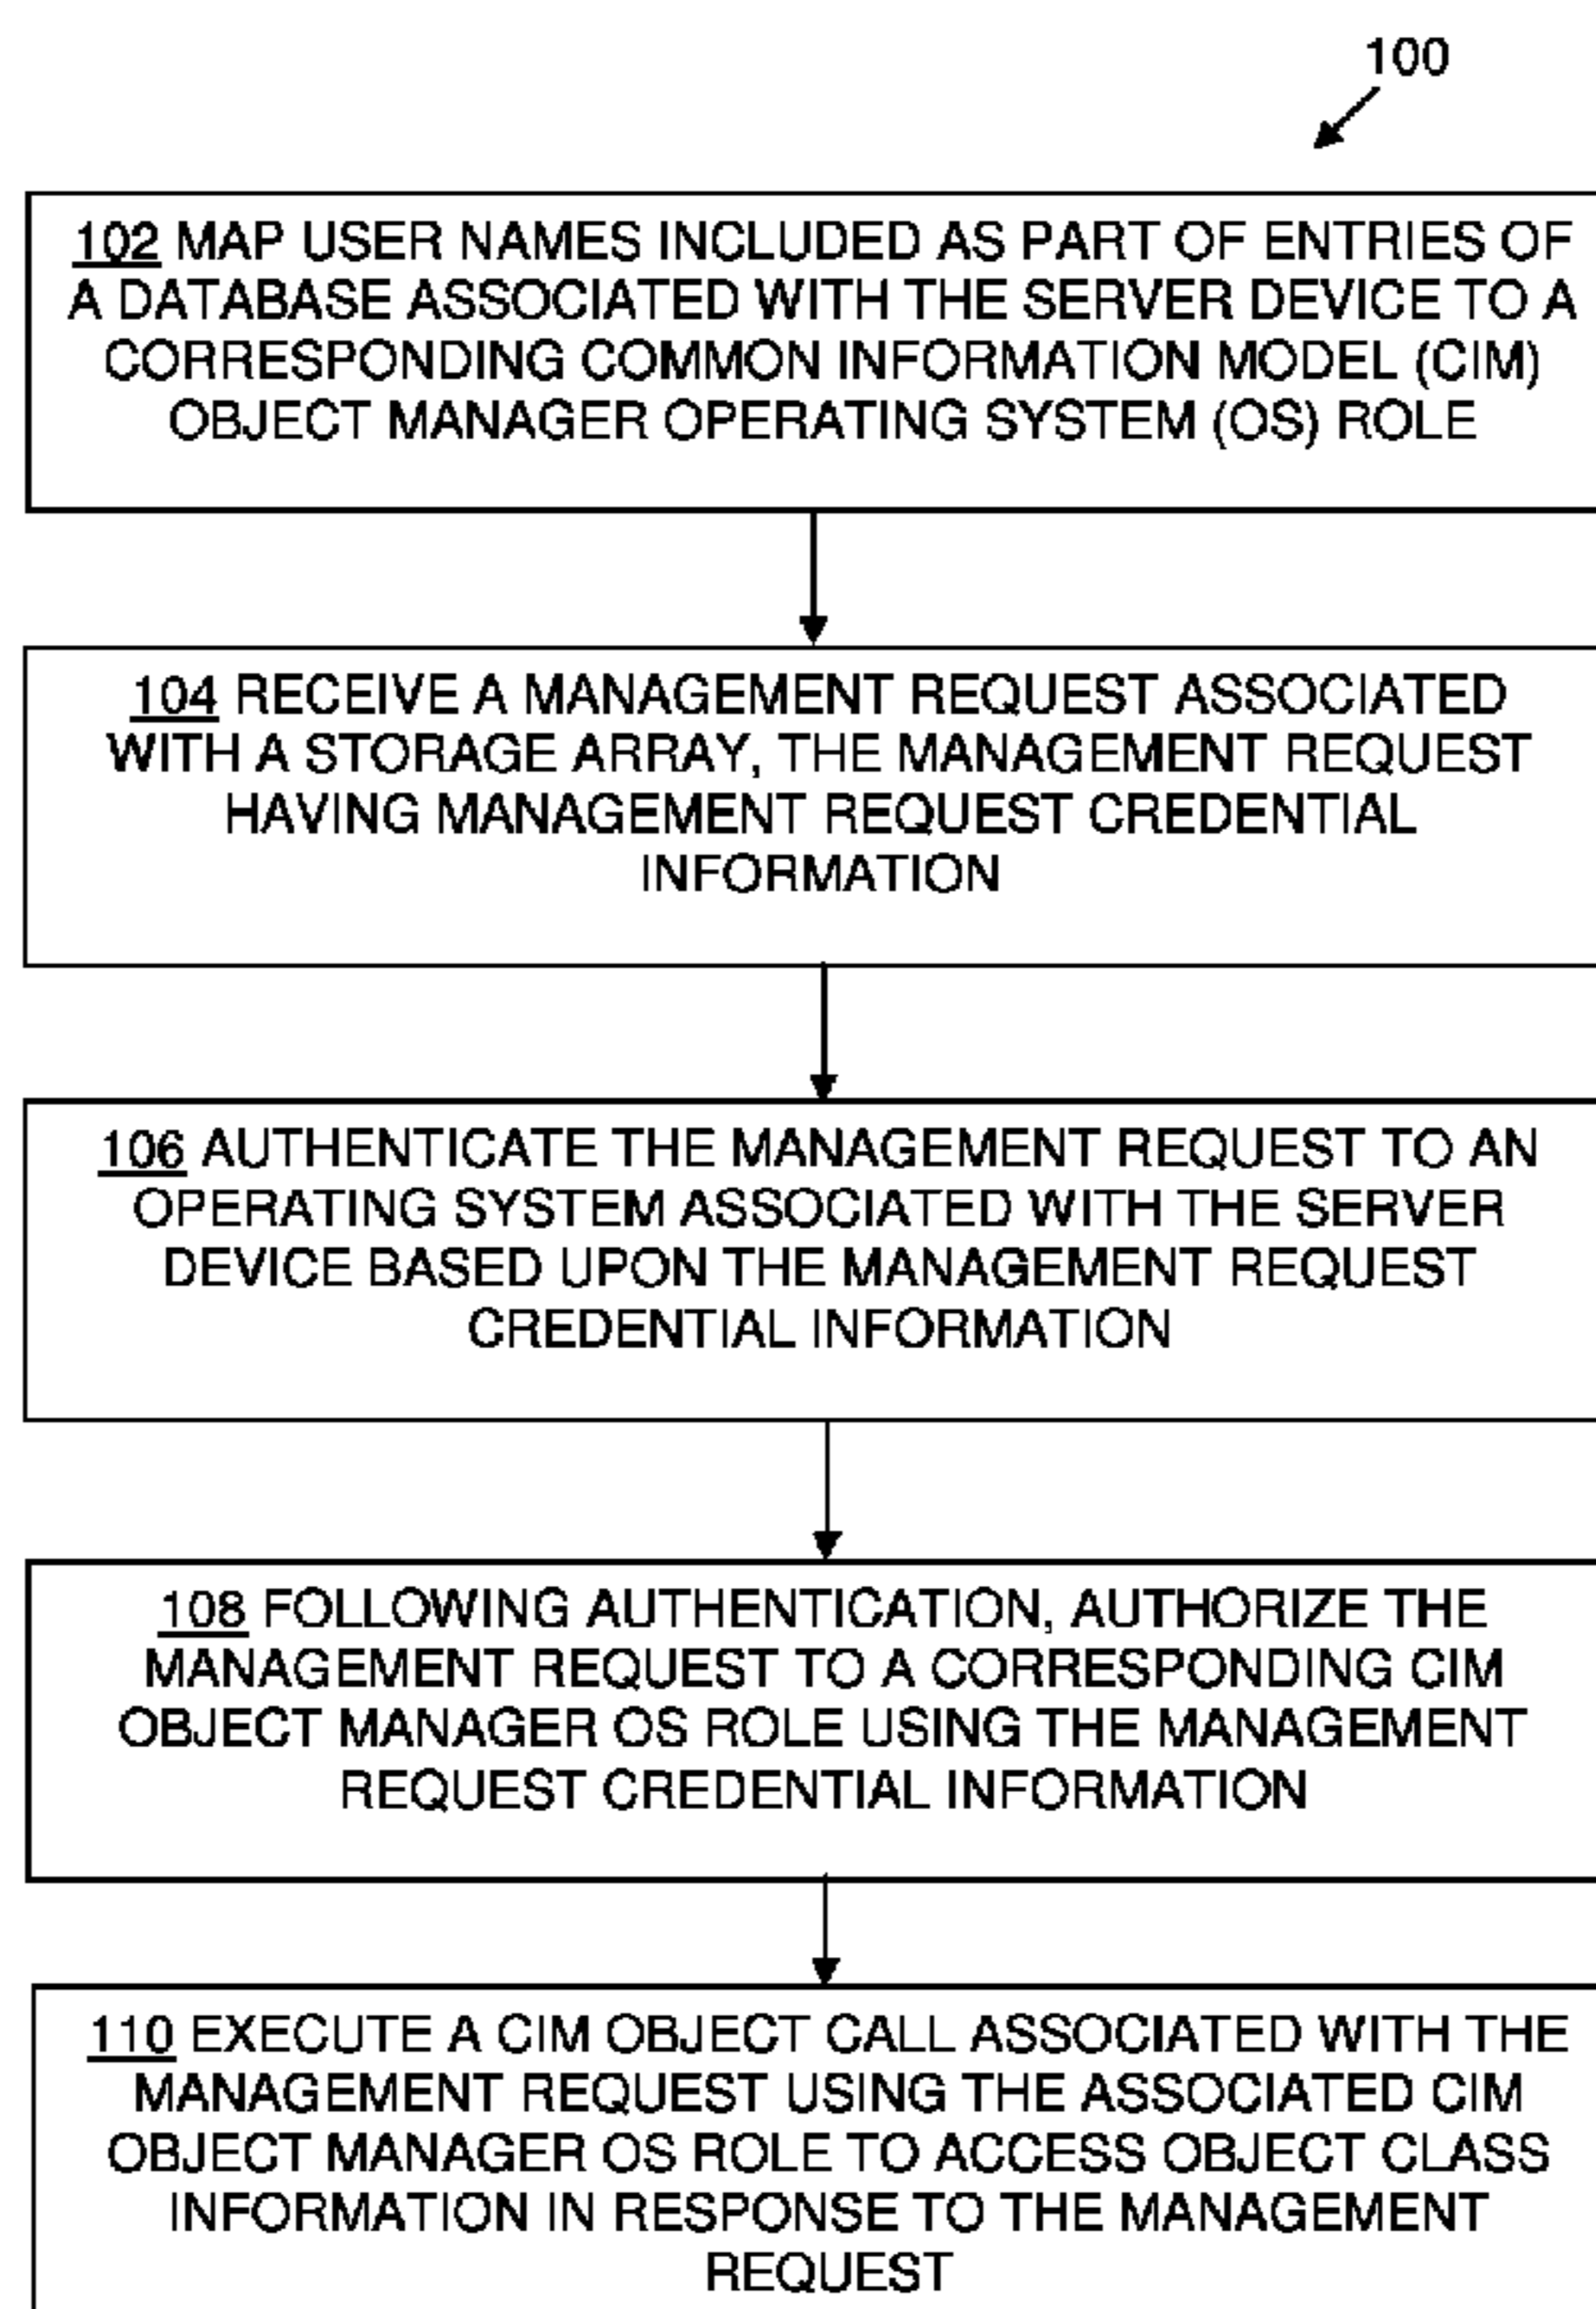 100
102 MAP USER NAMES INCLUDED AS PART OF ENTRIES OF
A DATABASE ASSOCIATED WITH THE SERVER DEVICE TO A
CORRESPONDING COMMON INFORMATION MODEL (CIM)
OBJECT MANAGER OPERATING SYSTEM (OS) ROLE
104 RECEIVE A MANAGEMENT REQUEST ASSOCIATED
WITH A STORAGE ARRAY, THE MANAGEMENT REQUEST
HAVING MANAGEMENT REQUEST CREDENTIAL
INFORMATION
106 AUTHENTICATE THE MANAGEMENT REQUEST TO AN
OPERATING SYSTEM ASSOCIATED WITH THE SERVER
DEVICE BASED UPON THE MANAGEMENT REQUEST
CREDENTIAL INFORMATION
108 FOLLOWING AUTHENTICATION, AUTHORIZE THE
MANAGEMENT REQUEST TO A CORRESPONDING CIM
OBJECT MANAGER OS ROLE USING THE MANAGEMENT
REQUEST CREDENTIAL INFORMATION
110 EXECUTE A CIM OBJECT CALL ASSOCIATED WITH THE
MANAGEMENT REQUEST USING THE ASSOCIATED CIM
OBJECT MANAGER OS ROLE TO ACCESS OBJECT CLASS
INFORMATION IN RESPONSE TO THE MANAGEMENT
REQUEST